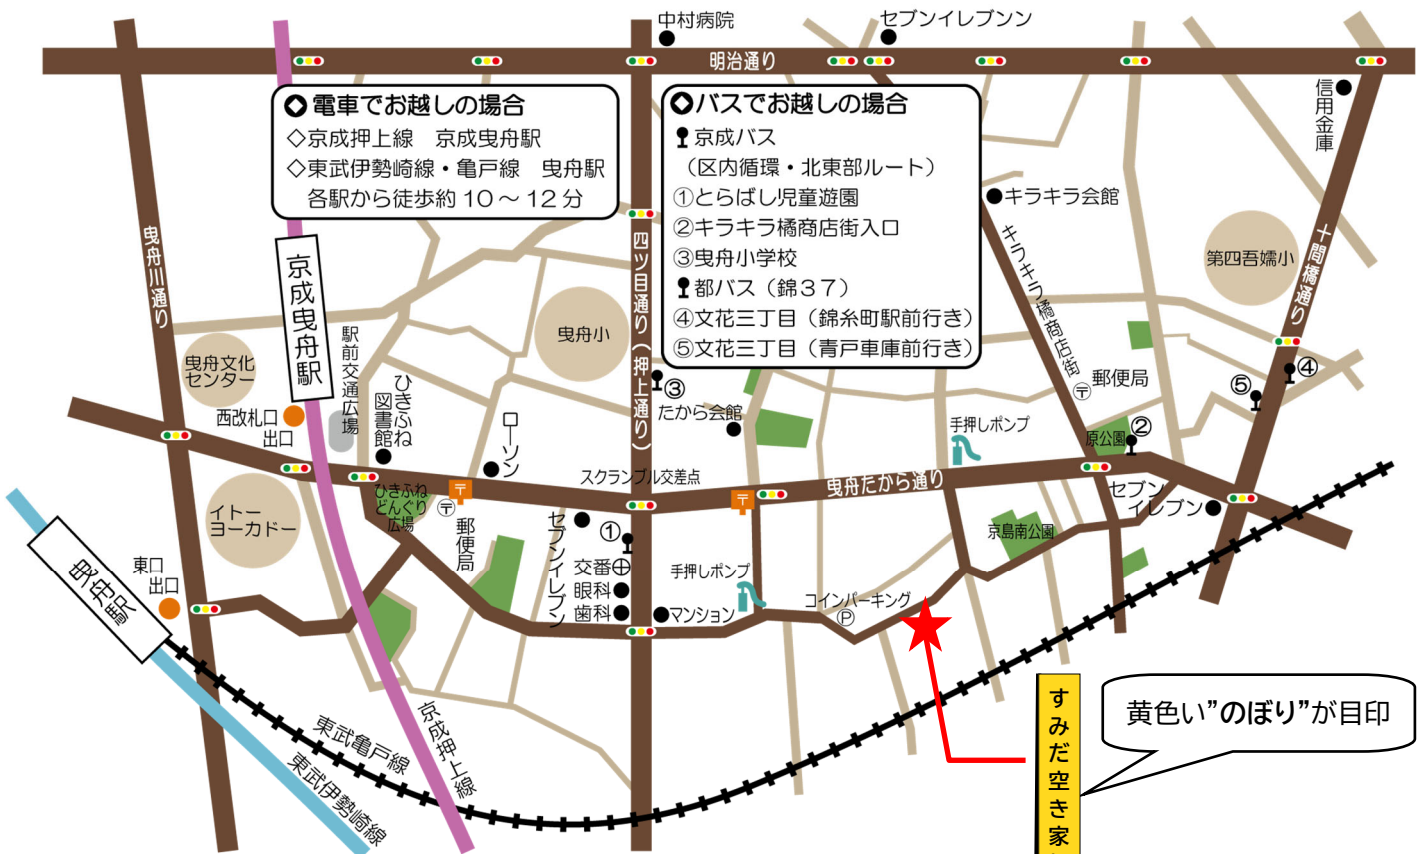 中村病院
セブンイレブンン
明治通り
信用金庫
電車でお越しの場合
◇京成押上線　京成曳舟駅
◇東武伊勢崎線・亀戸線　曳舟駅
各駅から徒歩約 10 ～ 12 分
バスでお越しの場合
京成バス
（区内循環・北東部ルート）
①とらばし児童遊園
②キラキラ橘商店街入口
③曳舟小学校
都バス（錦３７）
④文花三丁目（錦糸町駅前行き）
⑤文花三丁目（青戸車庫前行き）
キラキラ会館
キラキラ橘商店街
第四吾嬬小
十間橋通り
曳舟川通り
京成曳舟駅
四ツ目通り（押上通り）
曳舟小
曳舟文化
センター
駅前交通広場
西改札口
出口
ひきふね
図書館
ローソン
③
たから会館
手押しポンプ
〒
郵便局
④
⑤
原公園
②
スクランブル交差点
曳舟たから通り
〒
〒
ひきふね
どんぐり
広場
〒
郵便局
イトー
ヨーカドー
セブンイレブン
①
交番
眼科
歯科
マンション
手押しポンプ
コインパーキング
P
京島南公園
セブン
イレブン
東口
出口
曳舟駅
東武亀戸線
東武伊勢崎線
京成押上線
すみだ空き家
黄色い”のぼり”が目印